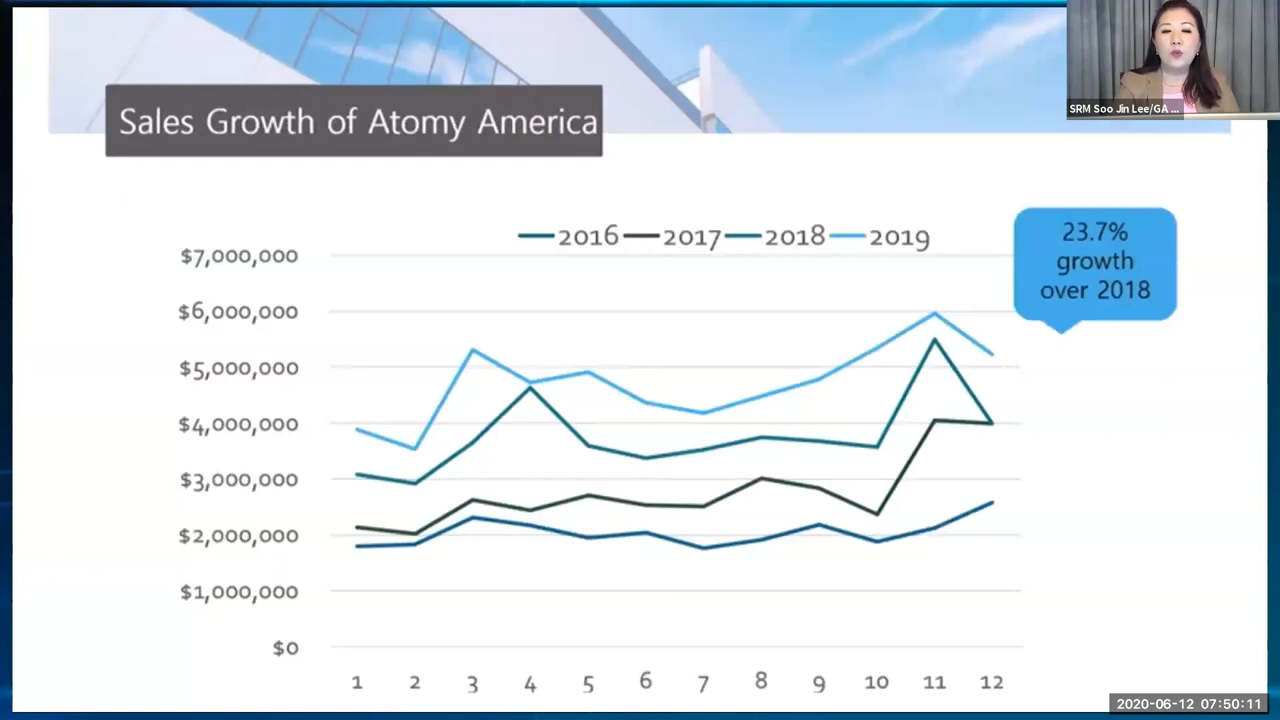 SRM Soo Jin Lee/GA ...
Sales Growth of Atomy America
2016 2017 2018 2019
23.7%
growth
over 2018
$7,000,000
$6,000,000
$5,000,000
$4,000,000
$3,000,000
$2,000,000
$1,000,000
$0
1 2 3 4 5 6 7 8 9 10 11 12
2020-06-12 07:50:11